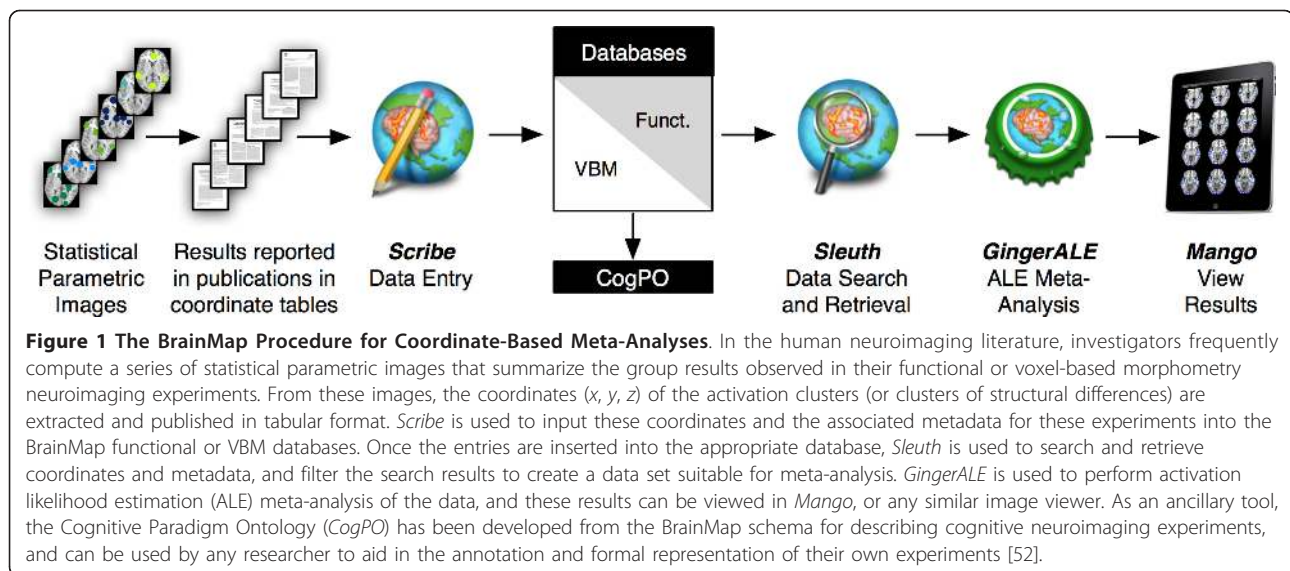 Databases
Funct.
VBM
CogPO
Statistical
Parametric
Images
Results reported
in publications in
coordinate tables
Scribe
Data Entry
Sleuth
Data Search
and Retrieval
GingerALE
ALE Meta-
Analysis
Mango
View
Results
Figure 1 The BrainMap Procedure for Coordinate-Based Meta-Analyses. In the human neuroimaging literature, investigators frequently
compute a series of statistical parametric images that summarize the group results observed in their functional or voxel-based morphometry
neuroimaging experiments. From these images, the coordinates (x, y, z) of the activation clusters (or clusters of structural differences) are
extracted and published in tabular format. Scribe is used to input these coordinates and the associated metadata for these experiments into the
BrainMap functional or VBM databases. Once the entries are inserted into the appropriate database, Sleuth is used to search and retrieve
coordinates and metadata, and filter the search results to create a data set suitable for meta-analysis. GingerALE is used to perform activation
likelihood estimation (ALE) meta-analysis of the data, and these results can be viewed in Mango, or any similar image viewer. As an ancillary tool,
the Cognitive Paradigm Ontology (CogPO) has been developed from the BrainMap schema for describing cognitive neuroimaging experiments,
and can be used by any researcher to aid in the annotation and formal representation of their own experiments [52].